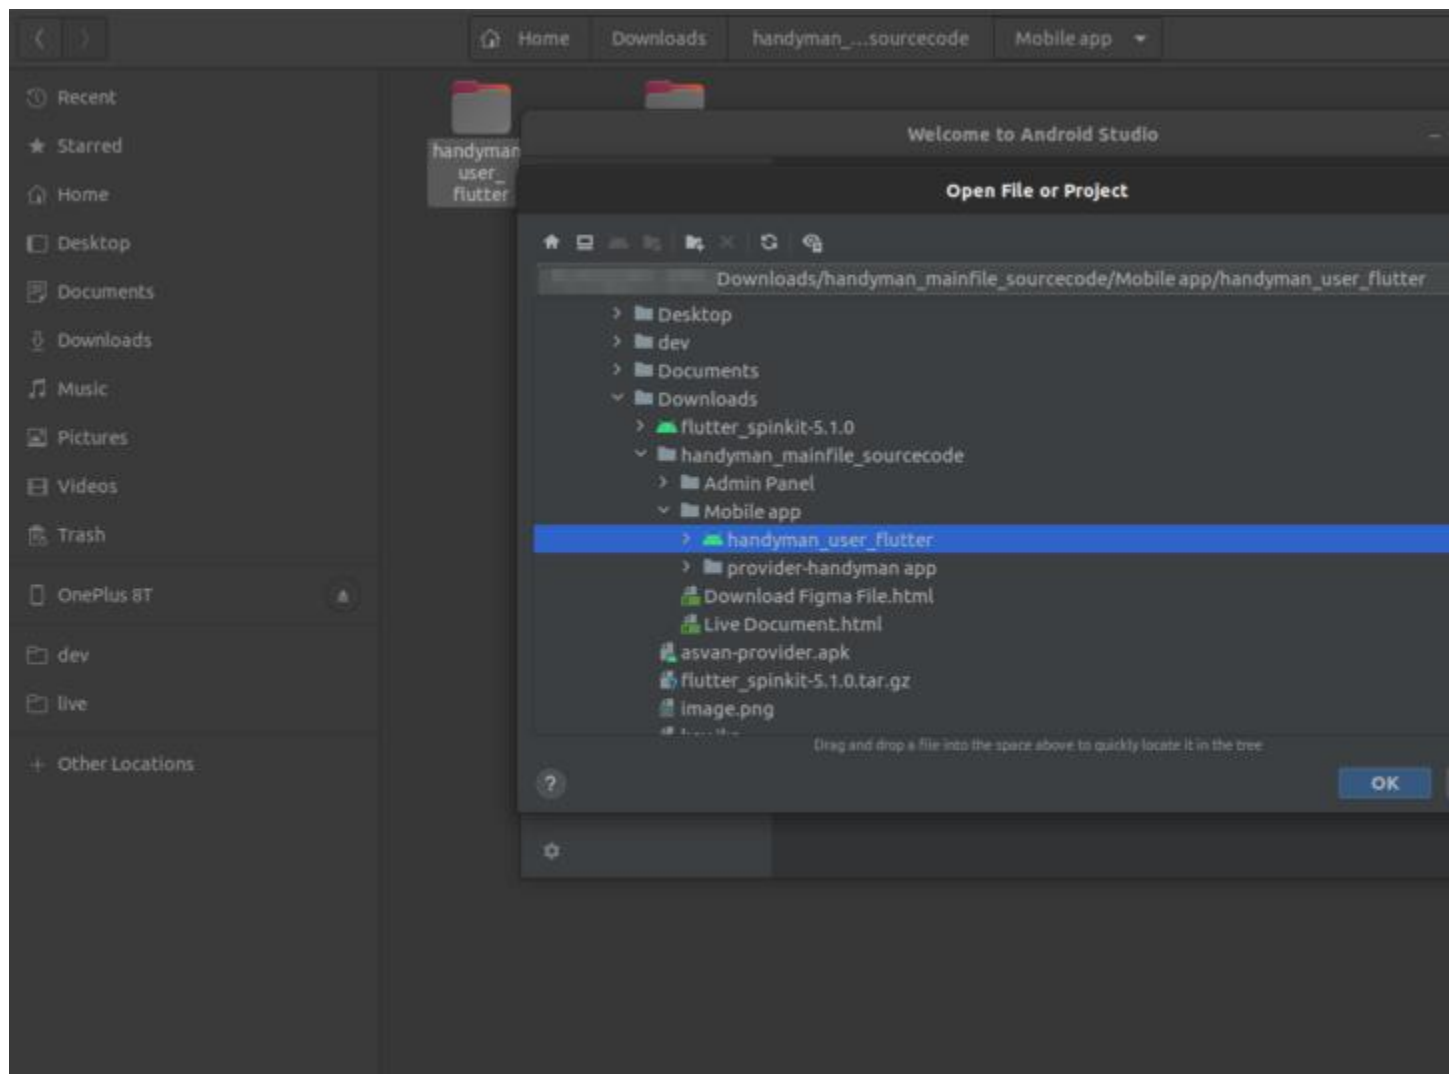 Home
Downloads
handyman_...sourcecode
Mobile app
Recent
Starred
Home
Desktop
Documents
Downloads
Music
Pictures
Videos
Trash
OnePlus 8T
dev
live
Other Locations
handyman
user_
flutter
Welcome to Android Studio
Open File or Project
Downloads/handyman_mainfile_sourcecode/Mobile app/handyman_user_flutter
Desktop
dev
Documents
Downloads
flutter_spinkit-5.1.0
handyman_mainfile_sourcecode
Admin Panel
Mobile app
handyman_user_flutter
provider-handyman app
Download Figma File.html
Live Document.html
asvan-provider.apk
flutter_spinkit-5.1.0.tar.gz
image.png
Drag and drop a file into the space above to quickly locate it in the tree
?
OK